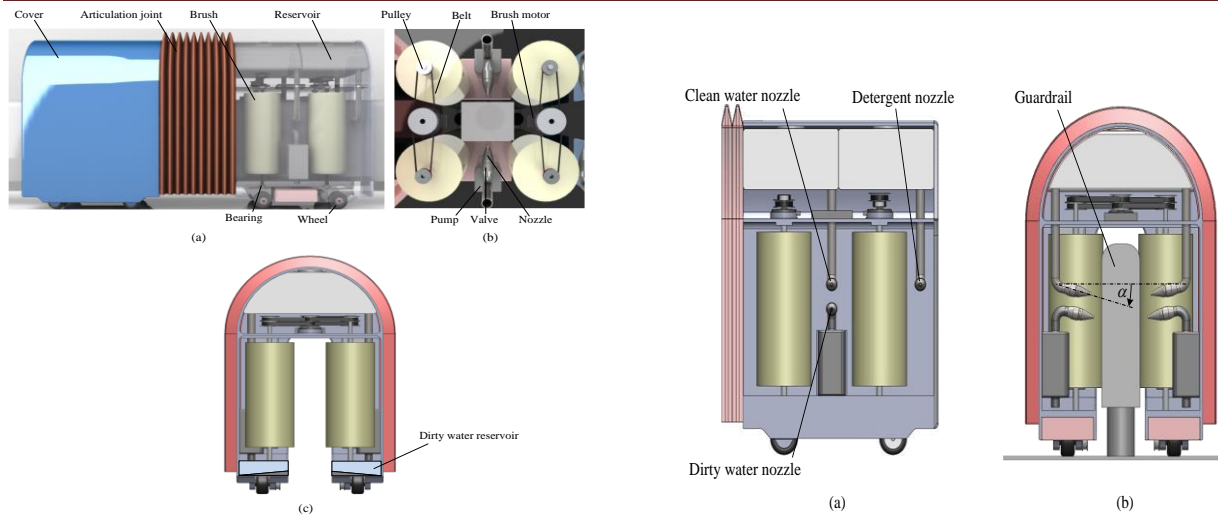 Cover
Articulation joint
Brush
Reservoir
Pulley
Belt
Brush motor
Bearing
Wheel
Pump
Valve
Nozzle
(a)
(b)
Dirty water reservoir
(c)
Clean water nozzle
Detergent nozzle
Dirty water nozzle
(a)
Guardrail
α
(b)